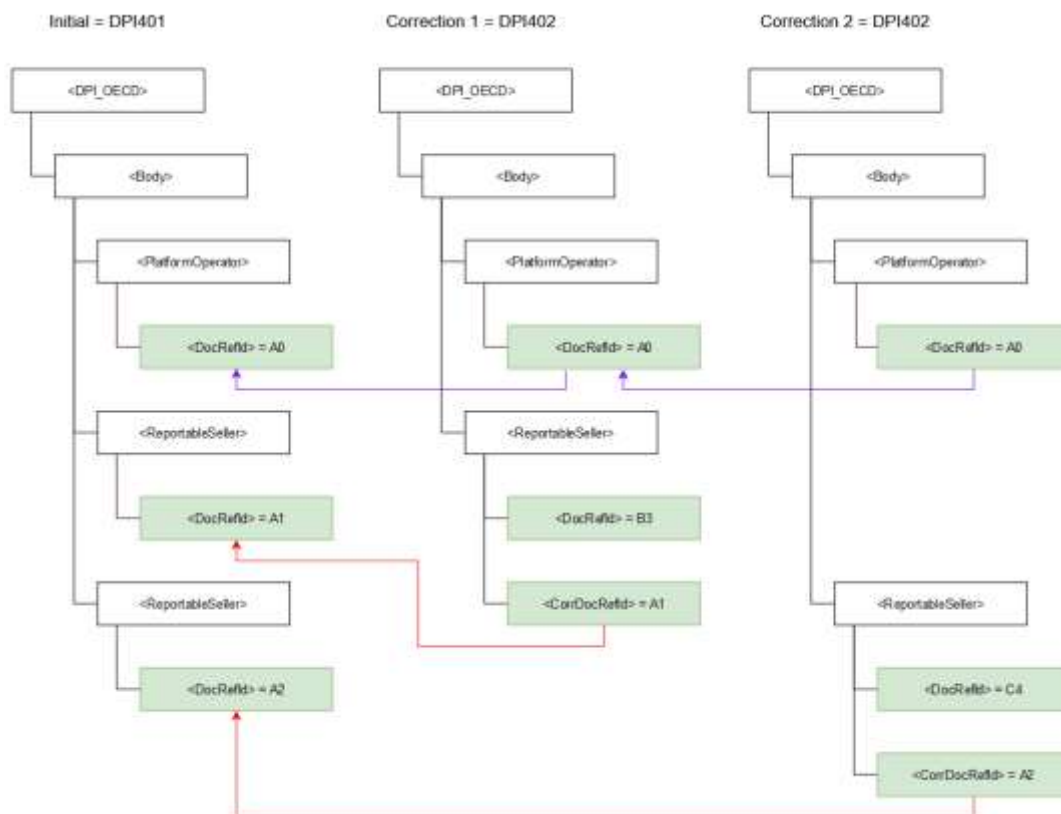 Initial = DPI401
Correction 1 = DPI402
Correction 2 = DPI402
<DPI_OECD>
<DPI_OECD>
<DPI_OECD>
<Body>
<Body>
<Body>
<PlatformOperator>
<PlatformOperator>
<PlatformOperator>
<DocRefId> = A0
<DocRefId> = A0
<DocRefId> = A0
<ReportableSeller>
<ReportableSeller>
<DocRefId> = A1
<DocRefId> = B3
<ReportableSeller>
<CorrDocRefId> = A1
<ReportableSeller>
<DocRefId> = A2
<DocRefId> = C4
<CorrDocRefId> = A2